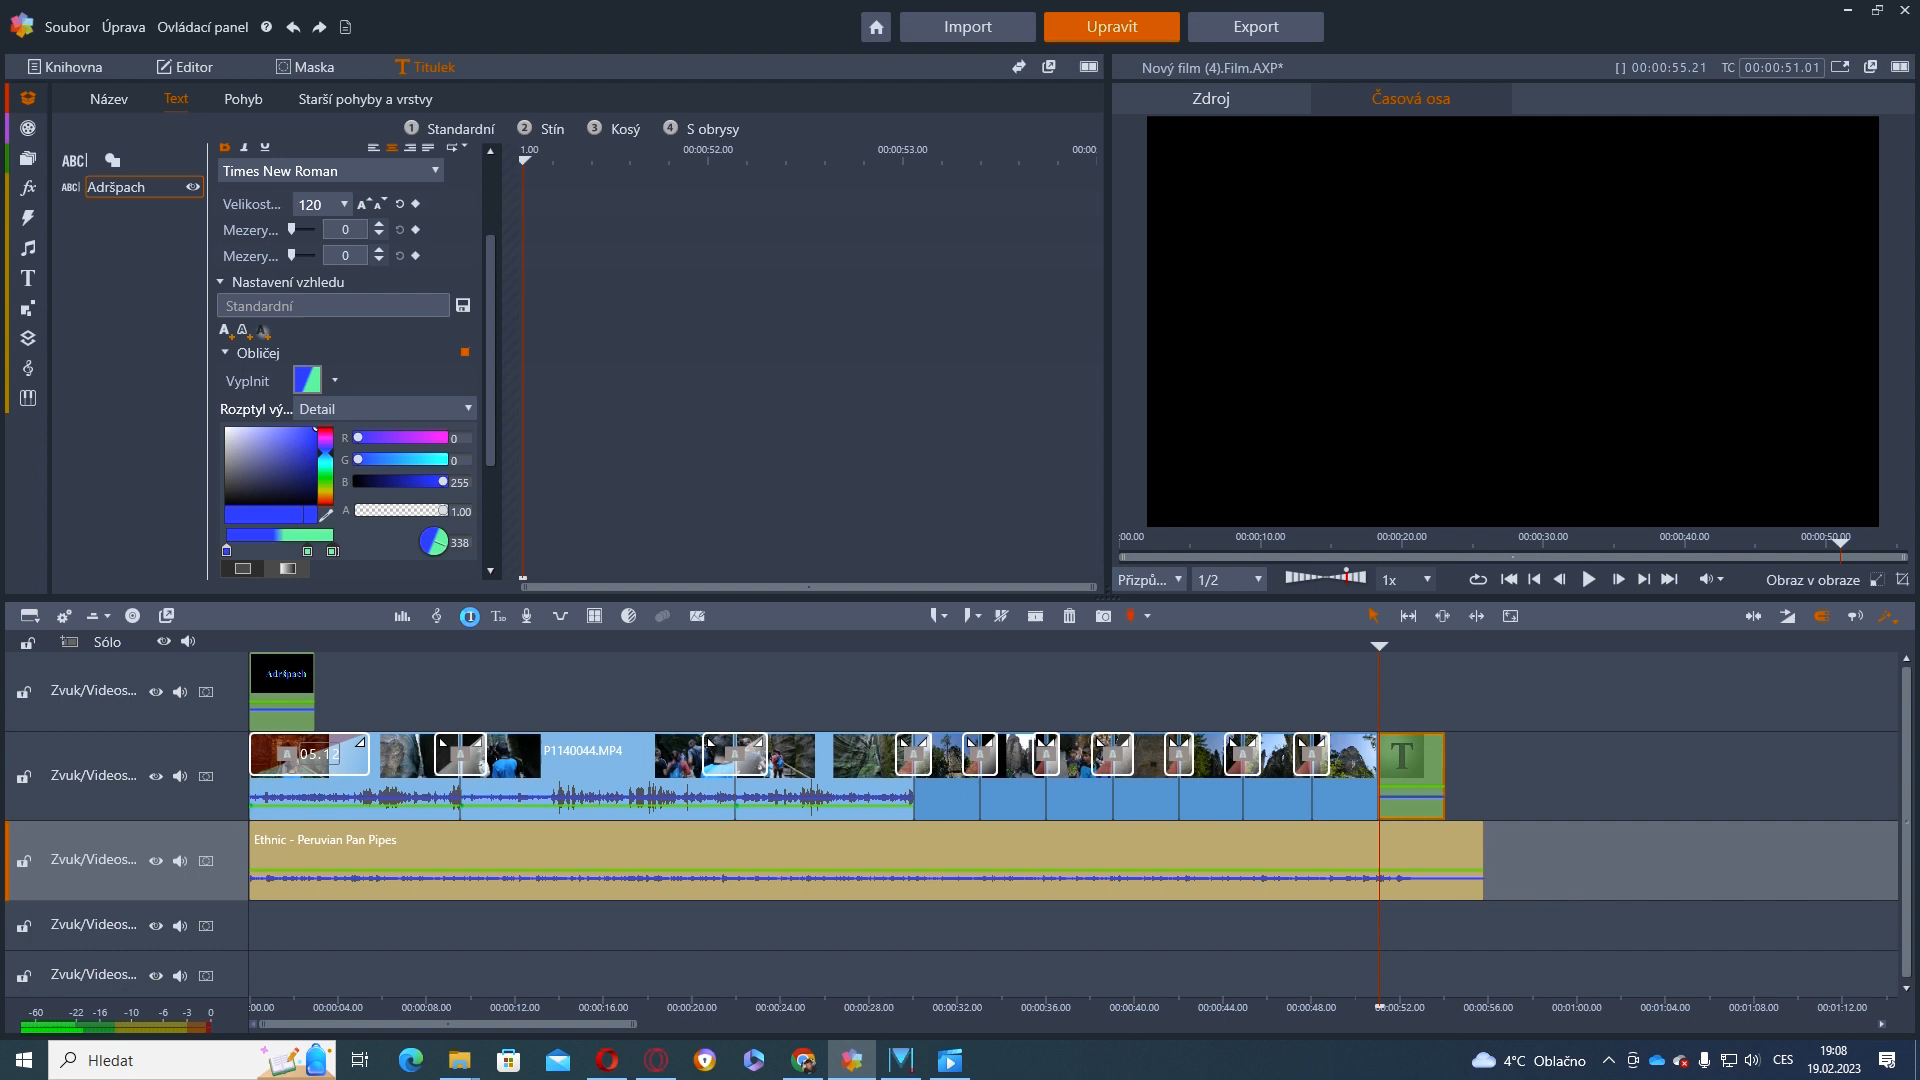 Soubor Úprava Ovládací panel
Import Upravit Export
Knihovna Editor Maska Titulek
Nový film (4).Film.AXP* [ ] 00:00:55.21 TC 00:00:51.01
Název Text Pohyb Starší pohyby a vrstvy
Zdroj Časová osa
1 Standardní 2 Stín 3 Kosý 4 S obrysy
ABC
ABC Adršpach
B I U
Times New Roman
Velikost... 120
Mezery... 0
Mezery... 0
Nastavení vzhledu
Standardní
Obličej
Vyplnit
Rozptyl vý... Detail
R 0
G 0
B 255
A 1.00
338
1.00 00:00:52.00 00:00:53.00 00:00:
:00.00 00:00:10.00 00:00:20.00 00:00:30.00 00:00:40.00 00:00:50.00
Přizpů... 1/2 1x Obraz v obraze
Sólo
Zvuk/Videos... Adršpach
Zvuk/Videos... A 05.12 P1140044.MP4 T
Zvuk/Videos... Ethnic - Peruvian Pan Pipes
Zvuk/Videos...
Zvuk/Videos...
:00.00 00:00:04.00 00:00:08.00 00:00:12.00 00:00:16.00 00:00:20.00 00:00:24.00 00:00:28.00 00:00:32.00 00:00:36.00 00:00:40.00 00:00:44.00 00:00:48.00 00:00:52.00 00:00:56.00 00:01:00.00 00:01:04.00 00:01:08.00 00:01:12.00
-60 -22 -16 -10 -6 -3 0
Hledat
4°C Oblačno CES 19:08
19.02.2023